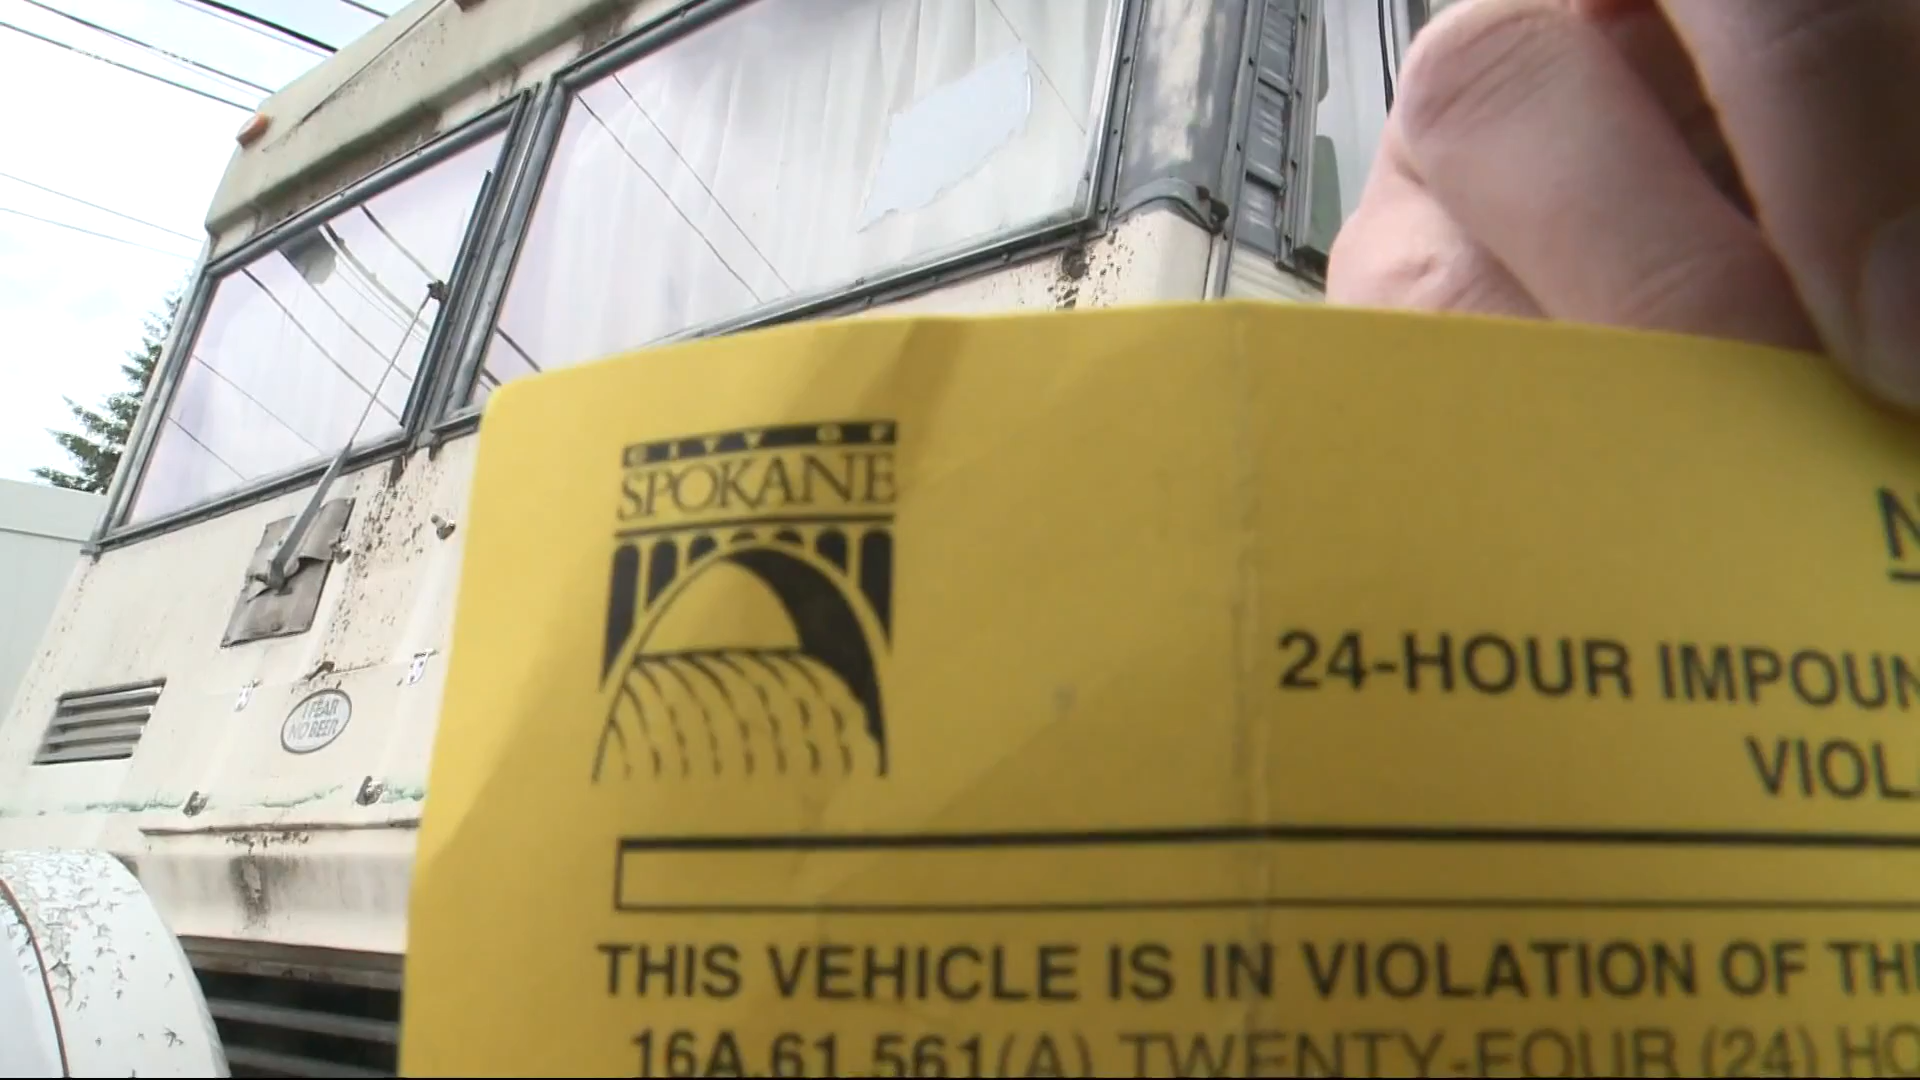 CITY OF
SPOKANE
24-HOUR IMPOUN
VIOL
THIS VEHICLE IS IN VIOLATION OF TH
16A.61.561(A) TWENTY-FOUR (24) HO
I FEAR
NO BEER